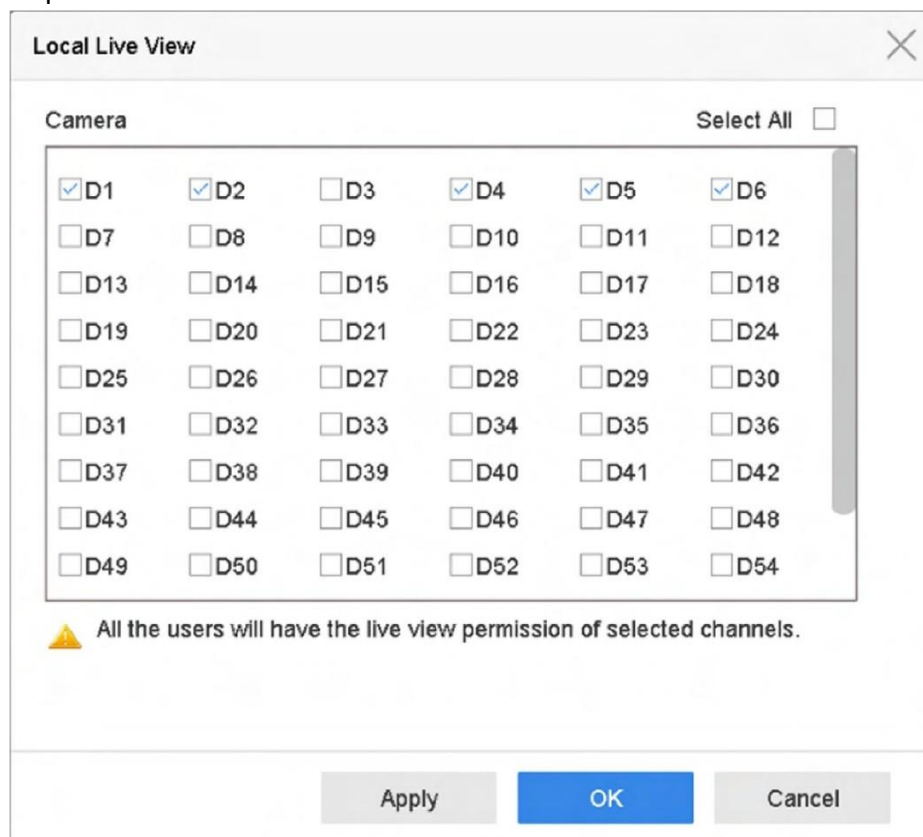 Local Live View
Camera Select All
D1 D2 D3 D4 D5 D6
D7 D8 D9 D10 D11 D12
D13 D14 D15 D16 D17 D18
D19 D20 D21 D22 D23 D24
D25 D26 D27 D28 D29 D30
D31 D32 D33 D34 D35 D36
D37 D38 D39 D40 D41 D42
D43 D44 D45 D46 D47 D48
D49 D50 D51 D52 D53 D54
All the users will have the live view permission of selected channels.
Apply OK Cancel